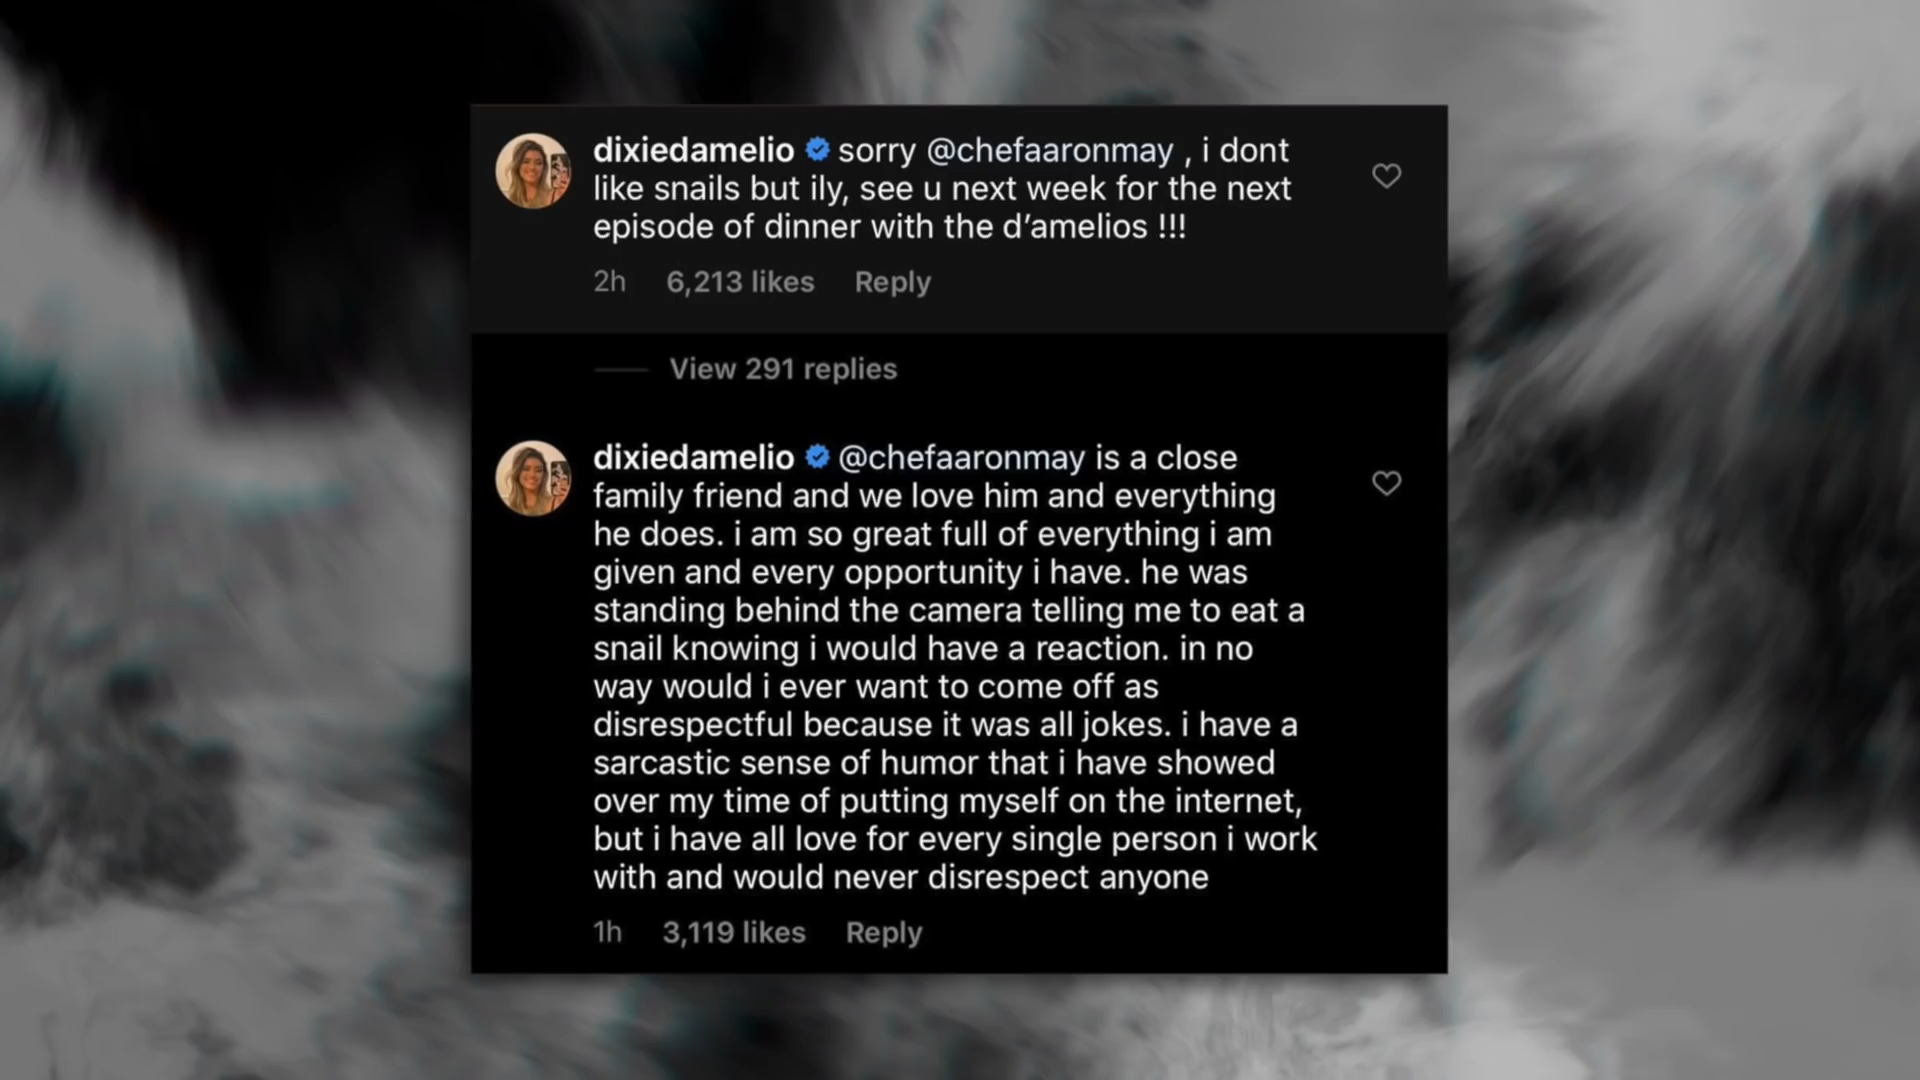 dixiedamelio sorry @chefaaronmay , i dont
like snails but ily, see u next week for the next
episode of dinner with the d’amelios !!!
2h 6,213 likes Reply
View 291 replies
dixiedamelio @chefaaronmay is a close
family friend and we love him and everything
he does. i am so great full of everything i am
given and every opportunity i have. he was
standing behind the camera telling me to eat a
snail knowing i would have a reaction. in no
way would i ever want to come off as
disrespectful because it was all jokes. i have a
sarcastic sense of humor that i have showed
over my time of putting myself on the internet,
but i have all love for every single person i work
with and would never disrespect anyone
1h 3,119 likes Reply